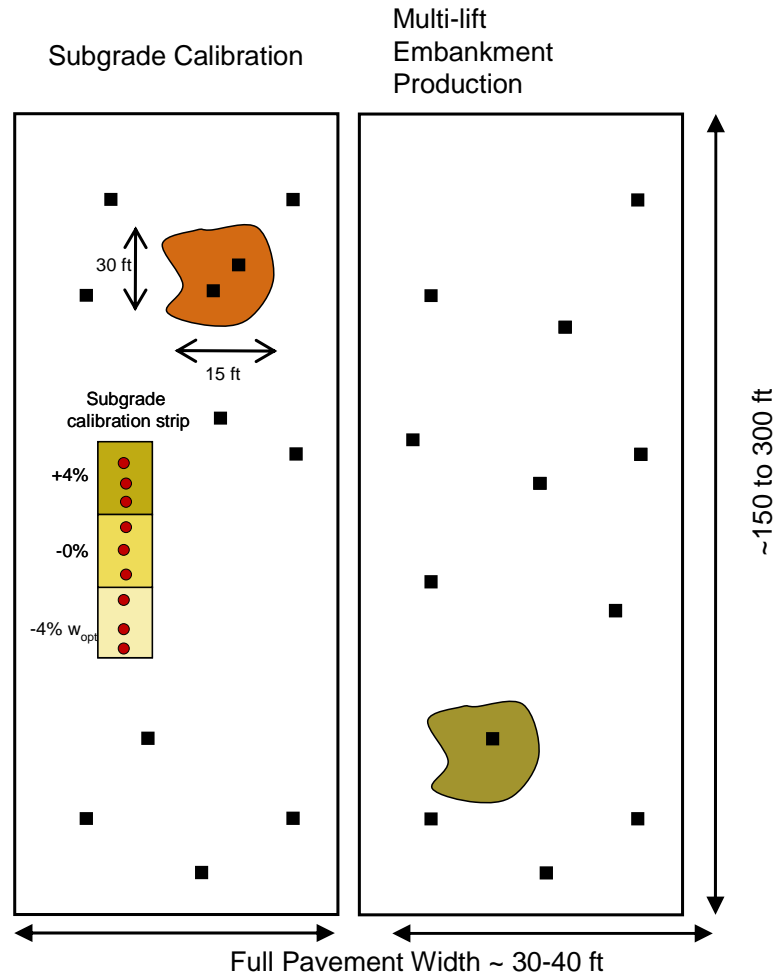 Subgrade Calibration
Multi-lift
Embankment
Production
30 ft
15 ft
Subgrade
calibration strip
+4%
-0%
-4% wopt
~150 to 300 ft
Full Pavement Width ~ 30-40 ft